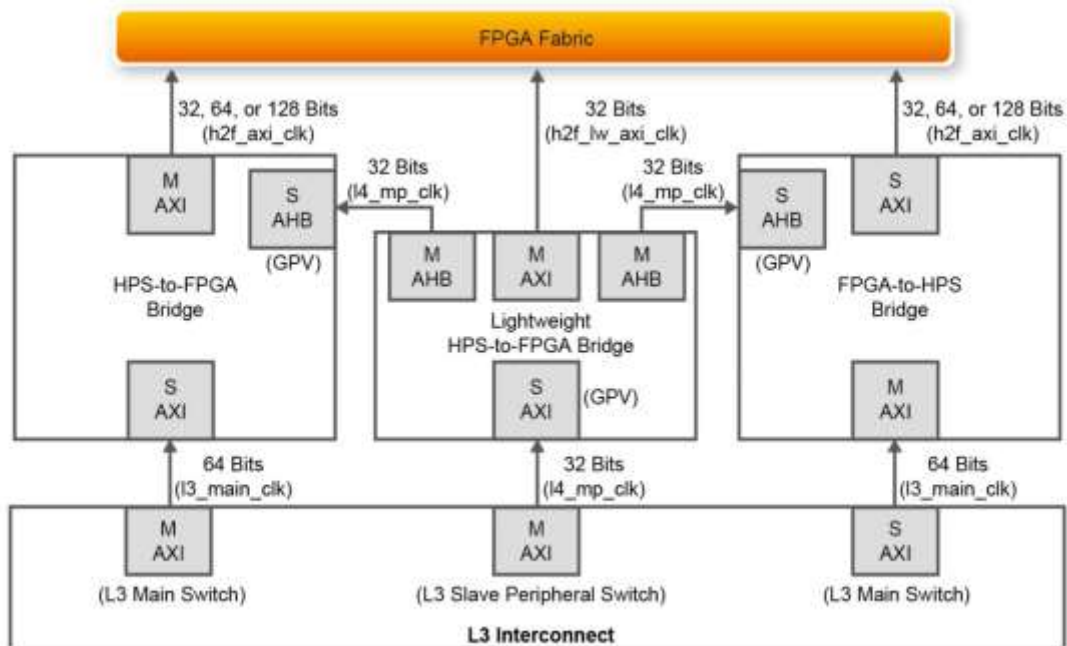 FPGA Fabric
32, 64, or 128 Bits
(h2f_axi_clk)
32 Bits
(h2f_lw_axi_clk)
32, 64, or 128 Bits
(h2f_axi_clk)
M
AXI
S
AHB
(GPV)
32 Bits
(l4_mp_clk)
32 Bits
(l4_mp_clk)
S
AHB
(GPV)
S
AXI
HPS-to-FPGA
Bridge
M
AHB
M
AXI
M
AHB
Lightweight
HPS-to-FPGA Bridge
FPGA-to-HPS
Bridge
S
AXI
S
AXI
(GPV)
M
AXI
64 Bits
(l3_main_clk)
32 Bits
(l4_mp_clk)
64 Bits
(l3_main_clk)
M
AXI
M
AXI
S
AXI
(L3 Main Switch)
(L3 Slave Peripheral Switch)
(L3 Main Switch)
L3 Interconnect